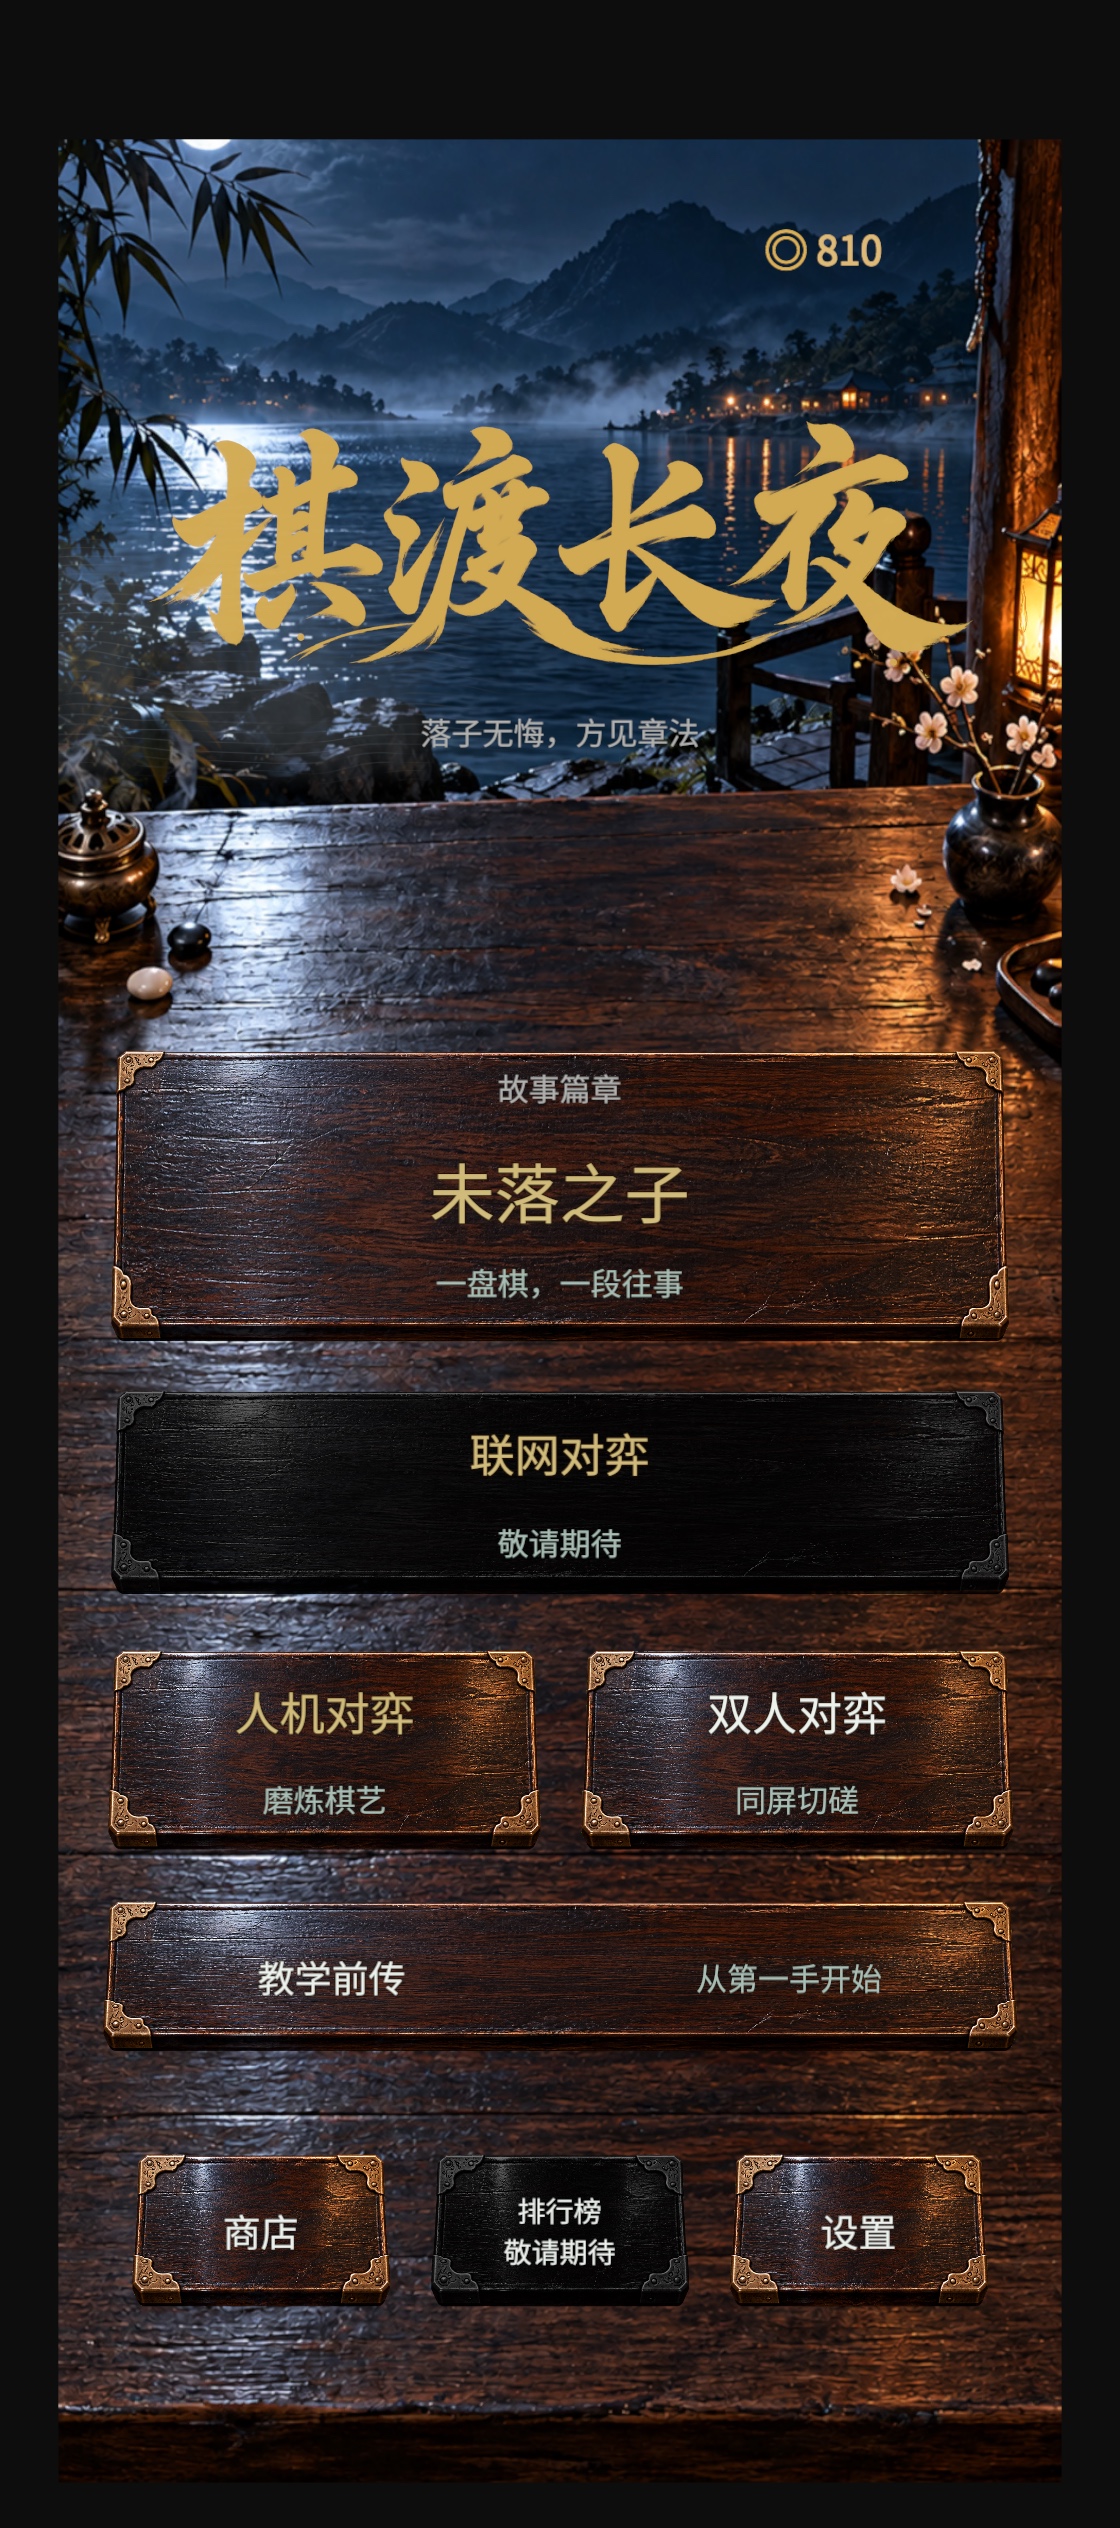 810
棋渡长夜
落子无悔，方见章法
故事篇章
未落之子
一盘棋，一段往事
联网对弈
敬请期待
人机对弈
磨炼棋艺
双人对弈
同屏切磋
教学前传
从第一手开始
商店
排行榜
敬请期待
设置